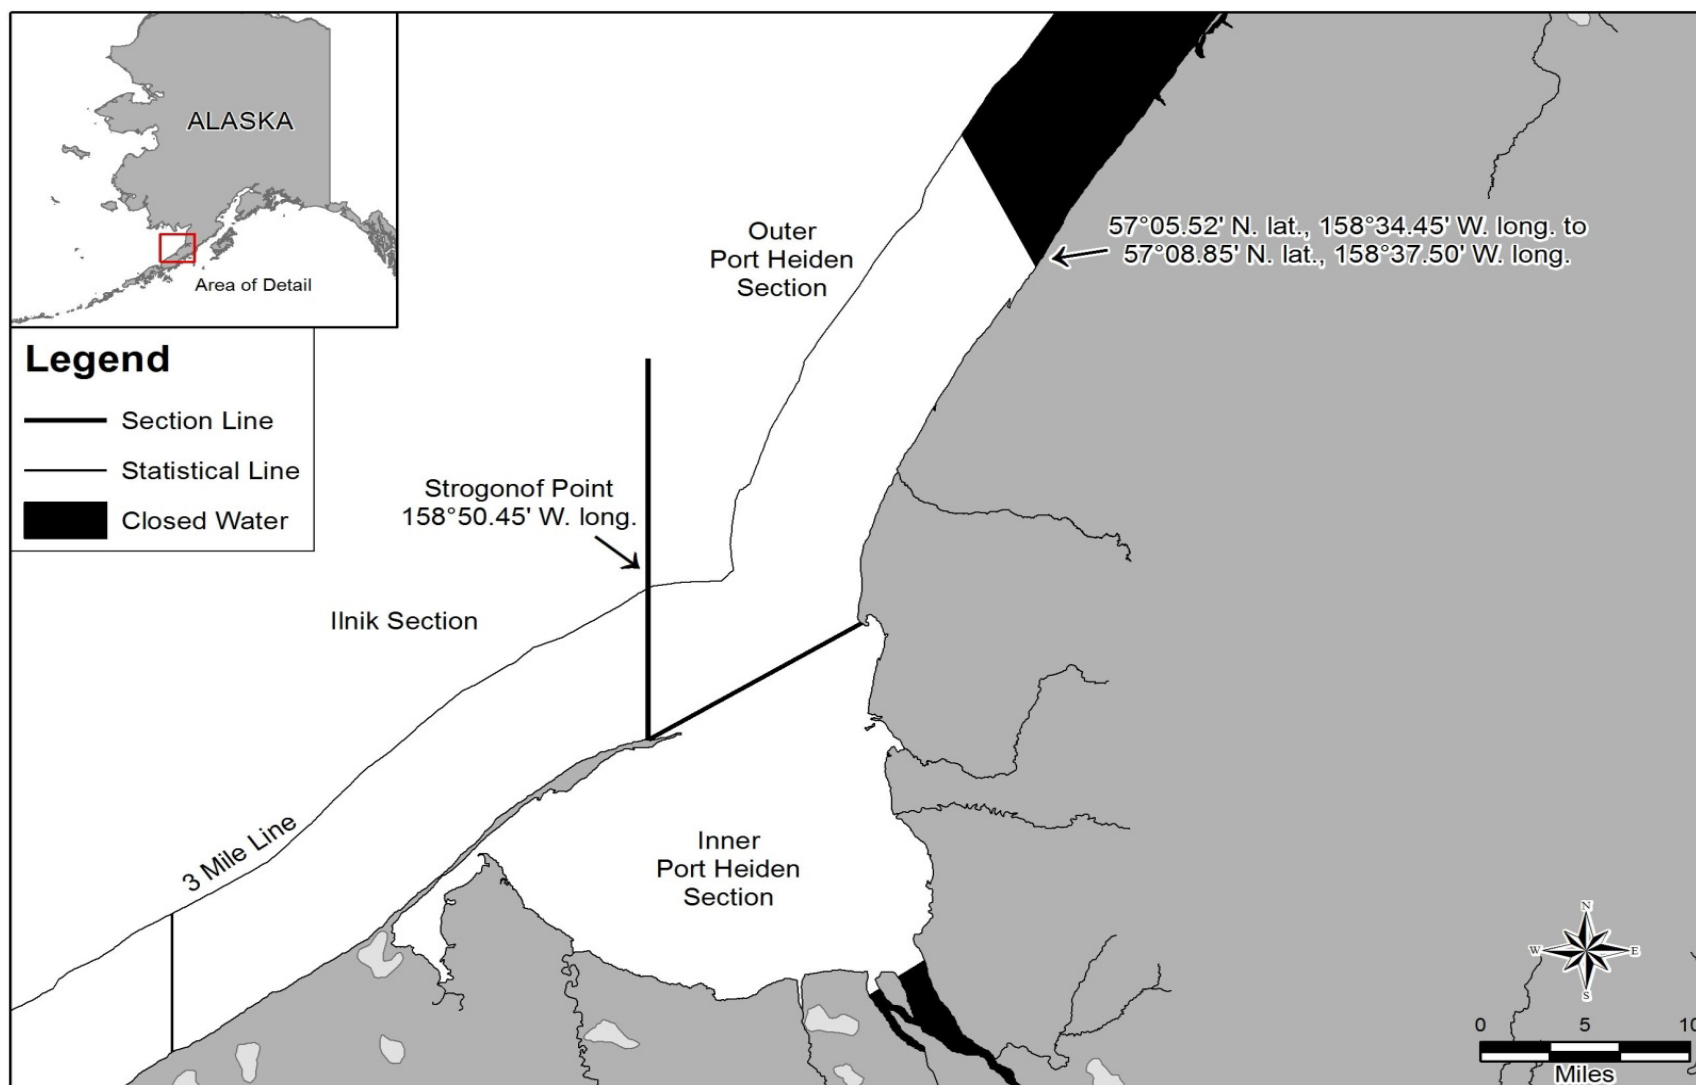 ALASKA
Area of Detail
Legend
Section Line
Statistical Line
Closed Water
Outer
Port Heiden
Section
57°05.52' N. lat., 158°34.45' W. long. to
57°08.85' N. lat., 158°37.50' W. long.
Strogonof Point
158°50.45' W. long.
Ilnik Section
3 Mile Line
Inner
Port Heiden
Section
N
W
E
S
0 5 10
Miles